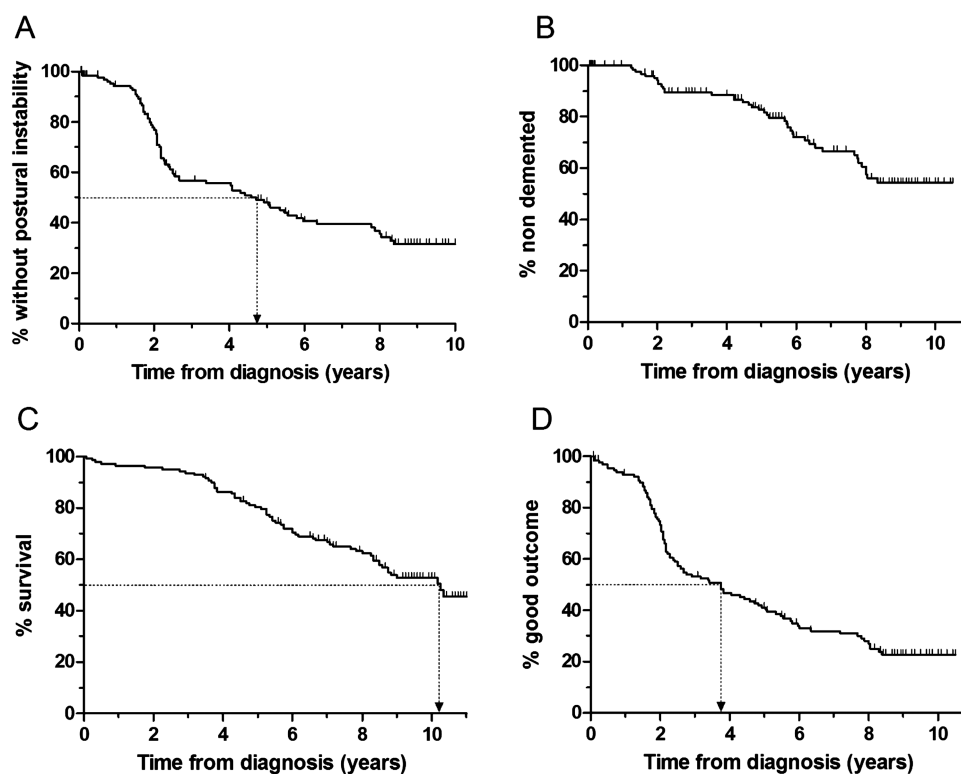 A
% without postural instability
100
80
60
40
20
0
0 2 4 6 8 10
Time from diagnosis (years)
B
% non demented
100
80
60
40
20
0
0 2 4 6 8 10
Time from diagnosis (years)
C
% survival
100
80
60
40
20
0
0 2 4 6 8 10
Time from diagnosis (years)
D
% good outcome
100
80
60
40
20
0
0 2 4 6 8 10
Time from diagnosis (years)